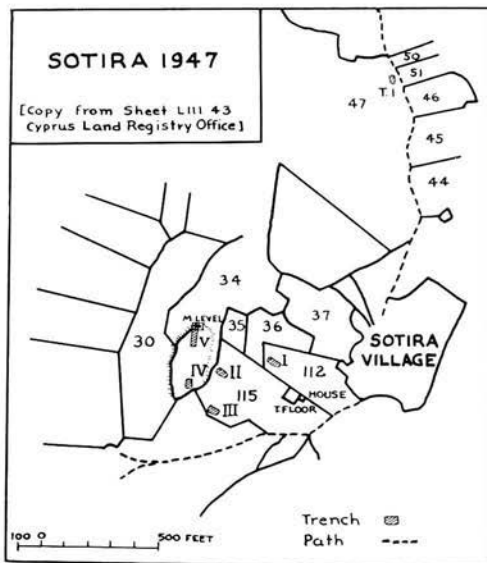 SOTIRA 1947
[Copy from Sheet LIII 43
Cyprus Land Registry Office]
50
51
T. I
46
47
45
44
34
M. LEVEL
V
35
36
37
30
SOTIRA
VILLAGE
I
112
IV
II
115
HOUSE
T.FLOOR
III
Trench
Path
100 0 500 FEET